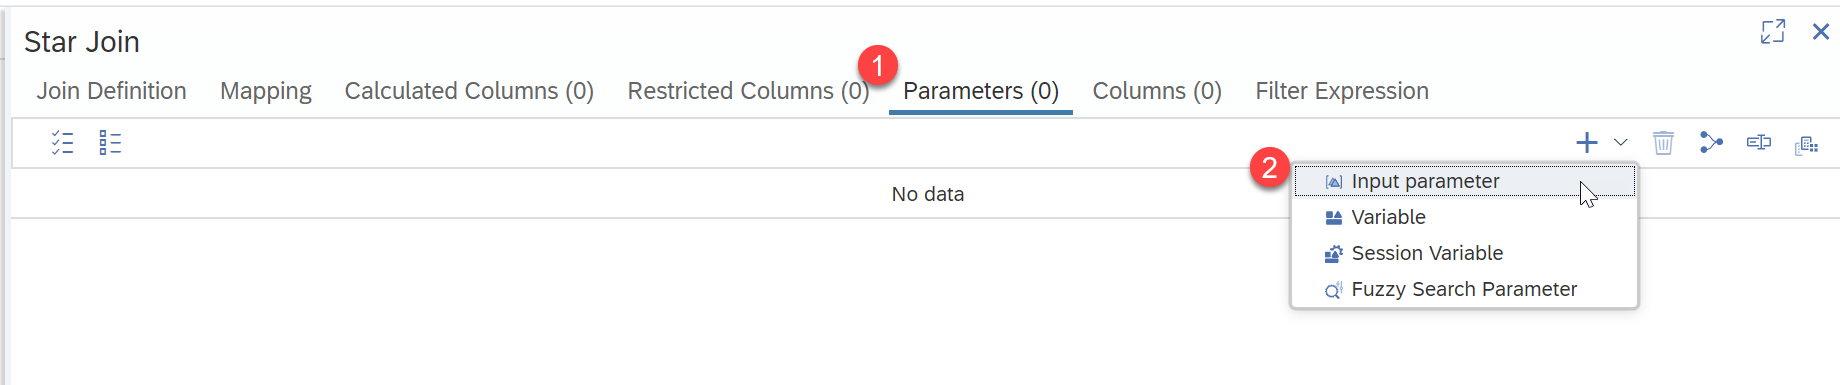 Star Join
1
Join Definition Mapping Calculated Columns (0) Restricted Columns (0) Parameters (0) Columns (0) Filter Expression
2
Input parameter
No data
Variable
Session Variable
Fuzzy Search Parameter